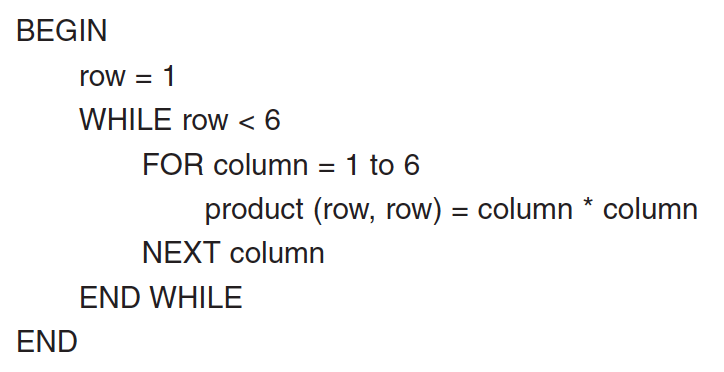 BEGIN
row = 1
WHILE row < 6
FOR column = 1 to 6
product (row, row) = column * column
NEXT column
END WHILE
END